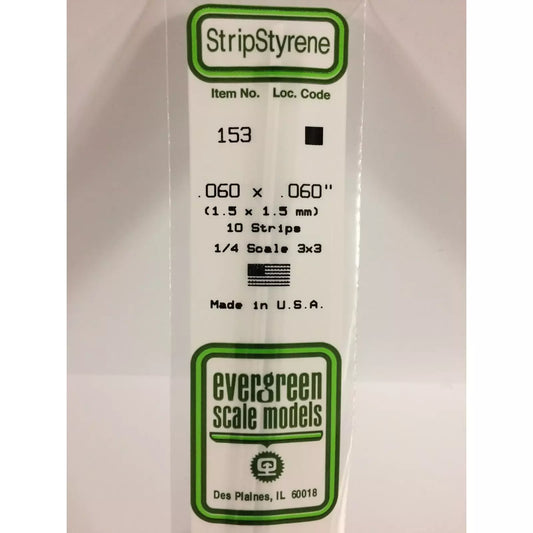 StripStyrene
Item No. Loc. Code
153
.060 x .060"
(1.5 x 1.5 mm)
10 Strips
1/4 Scale 3x3
Made in U.S.A.
evergreen
scale models
Des Plaines, IL 60018